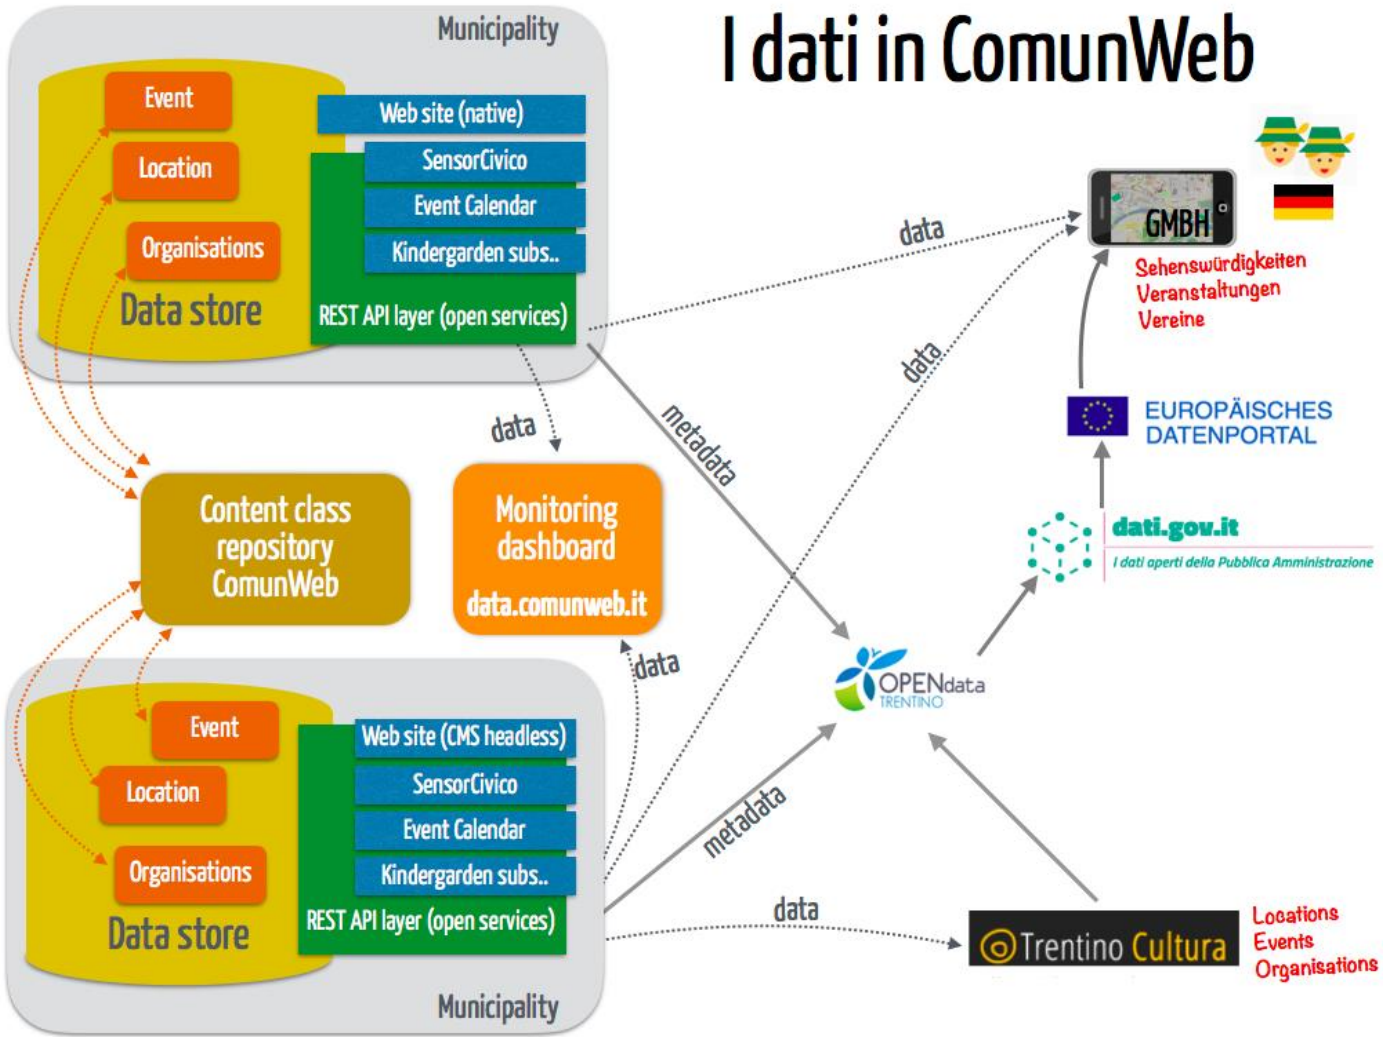 I dati in ComunWeb
Municipality
Event
Location
Organisations
Data store
Web site (native)
SensorCivico
Event Calendar
Kindergarden subs..
REST API layer (open services)
data
GMBH
Sehenswürdigkeiten
Veranstaltungen
Vereine
data
data
metadata
EUROPÄISCHES
DATENPORTAL
Content class
repository
ComunWeb
Monitoring
dashboard
data.comunweb.it
dati.gov.it
I dati aperti della Pubblica Amministrazione
data
OPENdata
TRENTINO
Event
Location
Organisations
Data store
Web site (CMS headless)
SensorCivico
Event Calendar
Kindergarden subs..
REST API layer (open services)
Municipality
metadata
data
Trentino Cultura
Locations
Events
Organisations